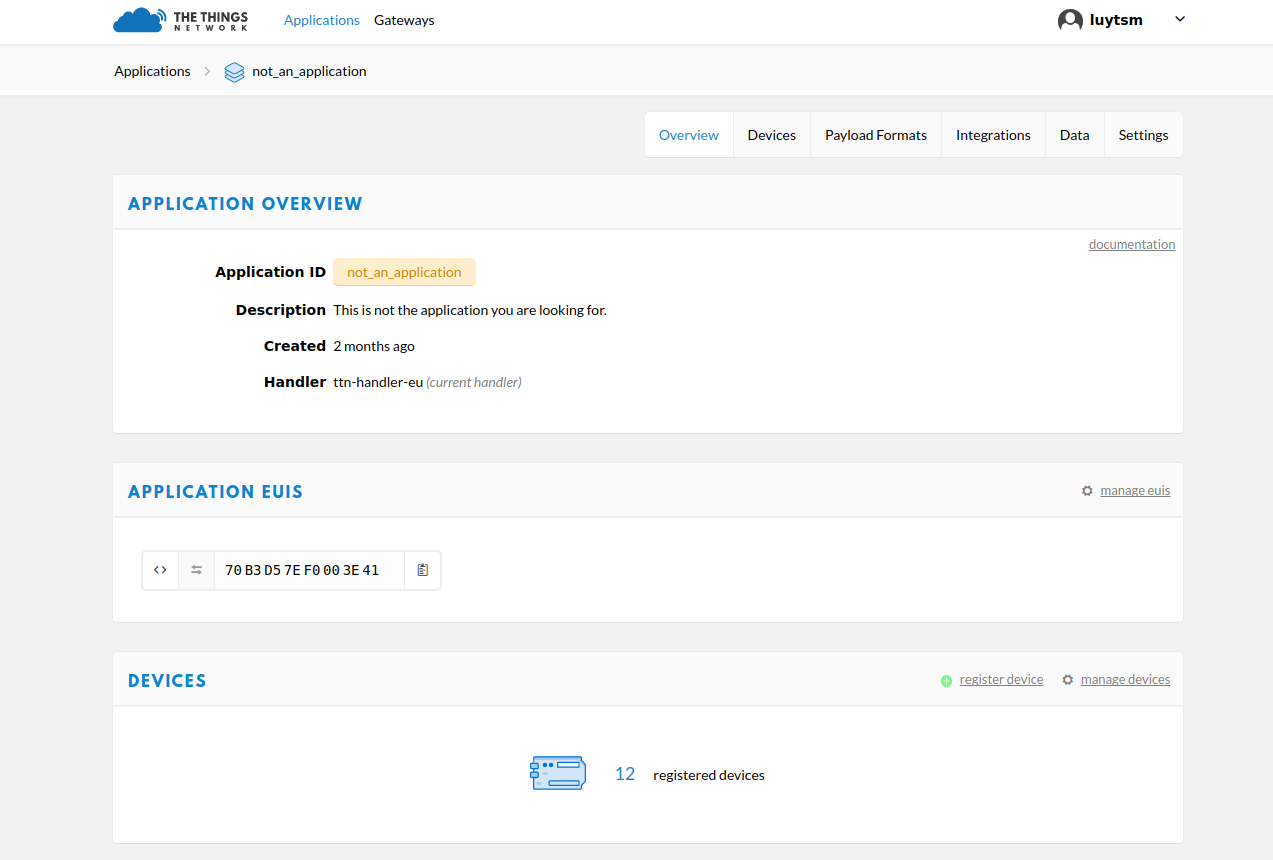 THE THINGS
NETWORK
Applications Gateways
luytsm
Applications not_an_application
Overview Devices Payload Formats Integrations Data Settings
APPLICATION OVERVIEW
documentation
Application ID not_an_application
Description This is not the application you are looking for.
Created 2 months ago
Handler ttn-handler-eu (current handler)
APPLICATION EUIS
manage euis
<> 70 B3 D5 7E F0 00 3E 41
DEVICES
register device manage devices
12 registered devices